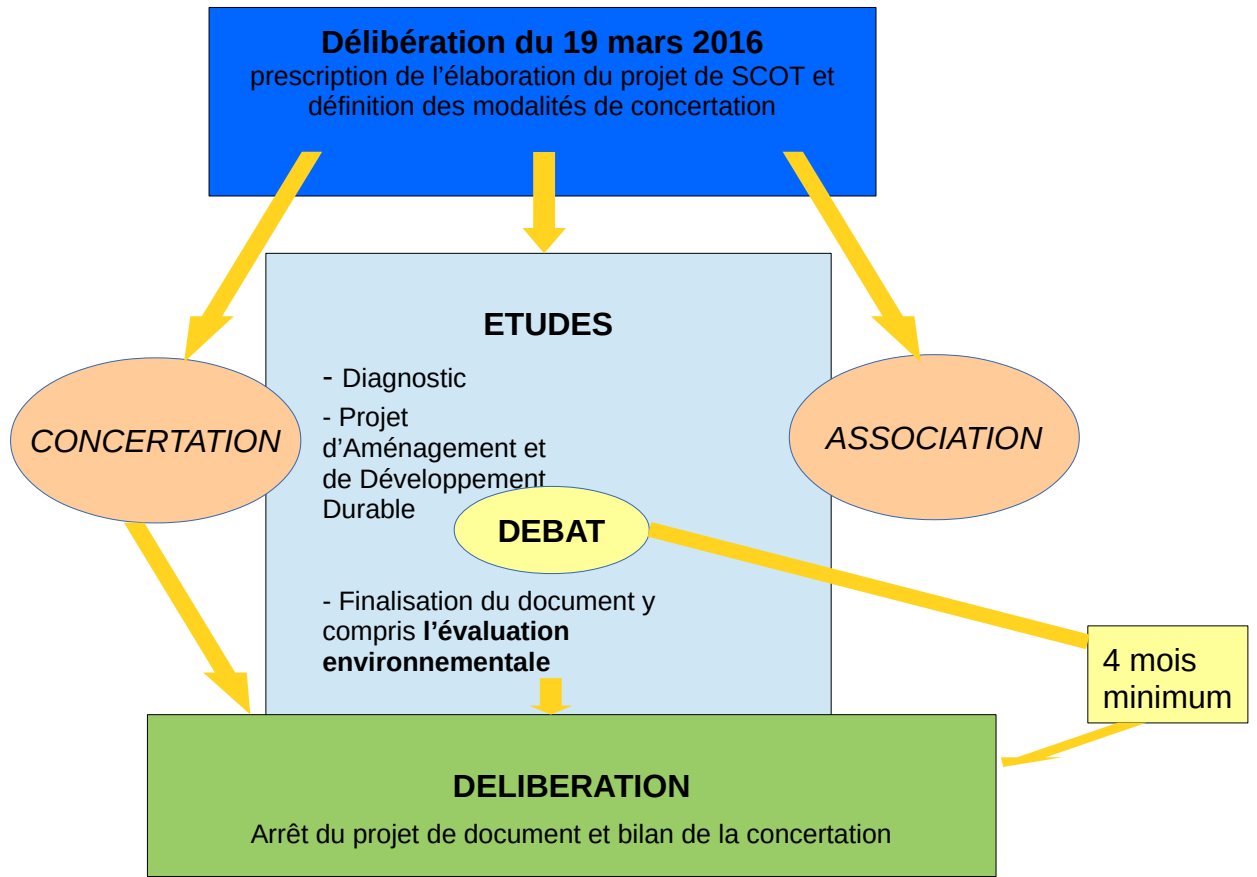 Délibération du 19 mars 2016
prescription de l’élaboration du projet de SCOT et
définition des modalités de concertation
ETUDES
- Diagnostic
- Projet
d’Aménagement et
de Développement
Durable
CONCERTATION
ASSOCIATION
DEBAT
- Finalisation du document y
compris l’évaluation
environnementale
4 mois
minimum
DELIBERATION
Arrêt du projet de document et bilan de la concertation